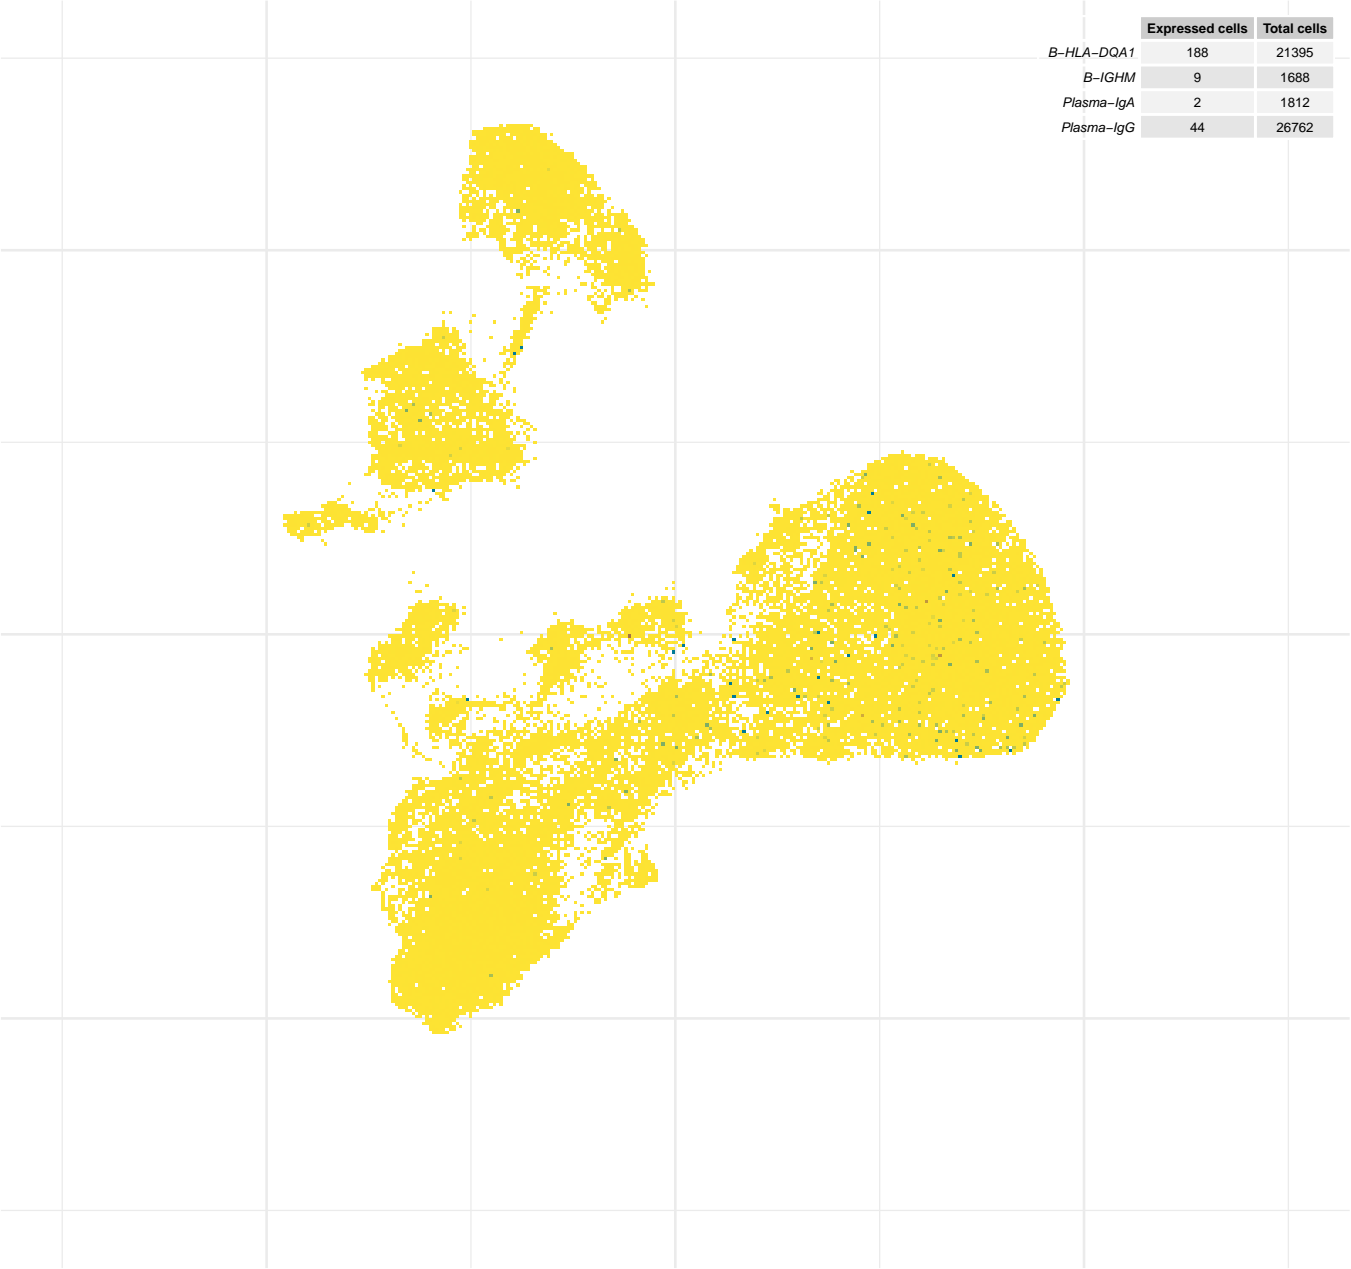 Expressed cells Total cells
B−HLA−DQA1 188 21395
B−IGHM 9 1688
Plasma−IgA 2 1812
Plasma−IgG 44 26762